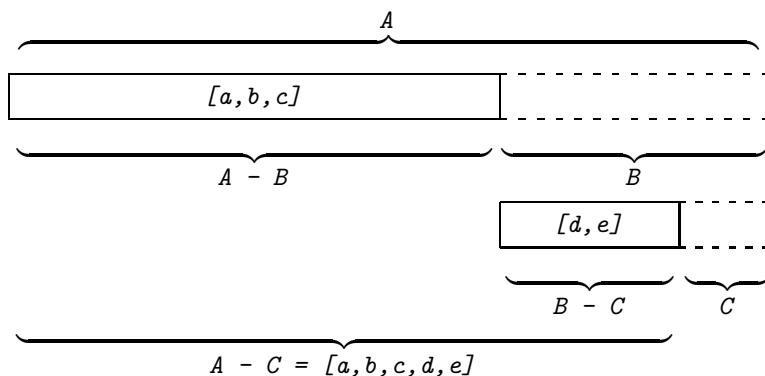 A
[a,b,c]
A - B B
[d,e]
B - C C
A - C = [a,b,c,d,e]